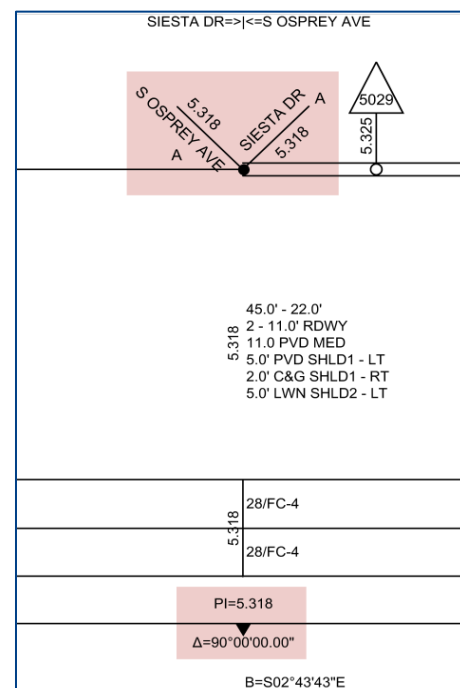 SIESTA DR=>|<=S OSPREY AVE
5.318
S OSPREY AVE
A
SIESTA DR
5.318
A
5029
5.325
5.318
45.0' - 22.0'
2 - 11.0' RDWY
11.0 PVD MED
5.0' PVD SHLD1 - LT
2.0' C&G SHLD1 - RT
5.0' LWN SHLD2 - LT
5.318
28/FC-4
28/FC-4
PI=5.318
Δ=90°00'00.00"
B=S02°43'43"E